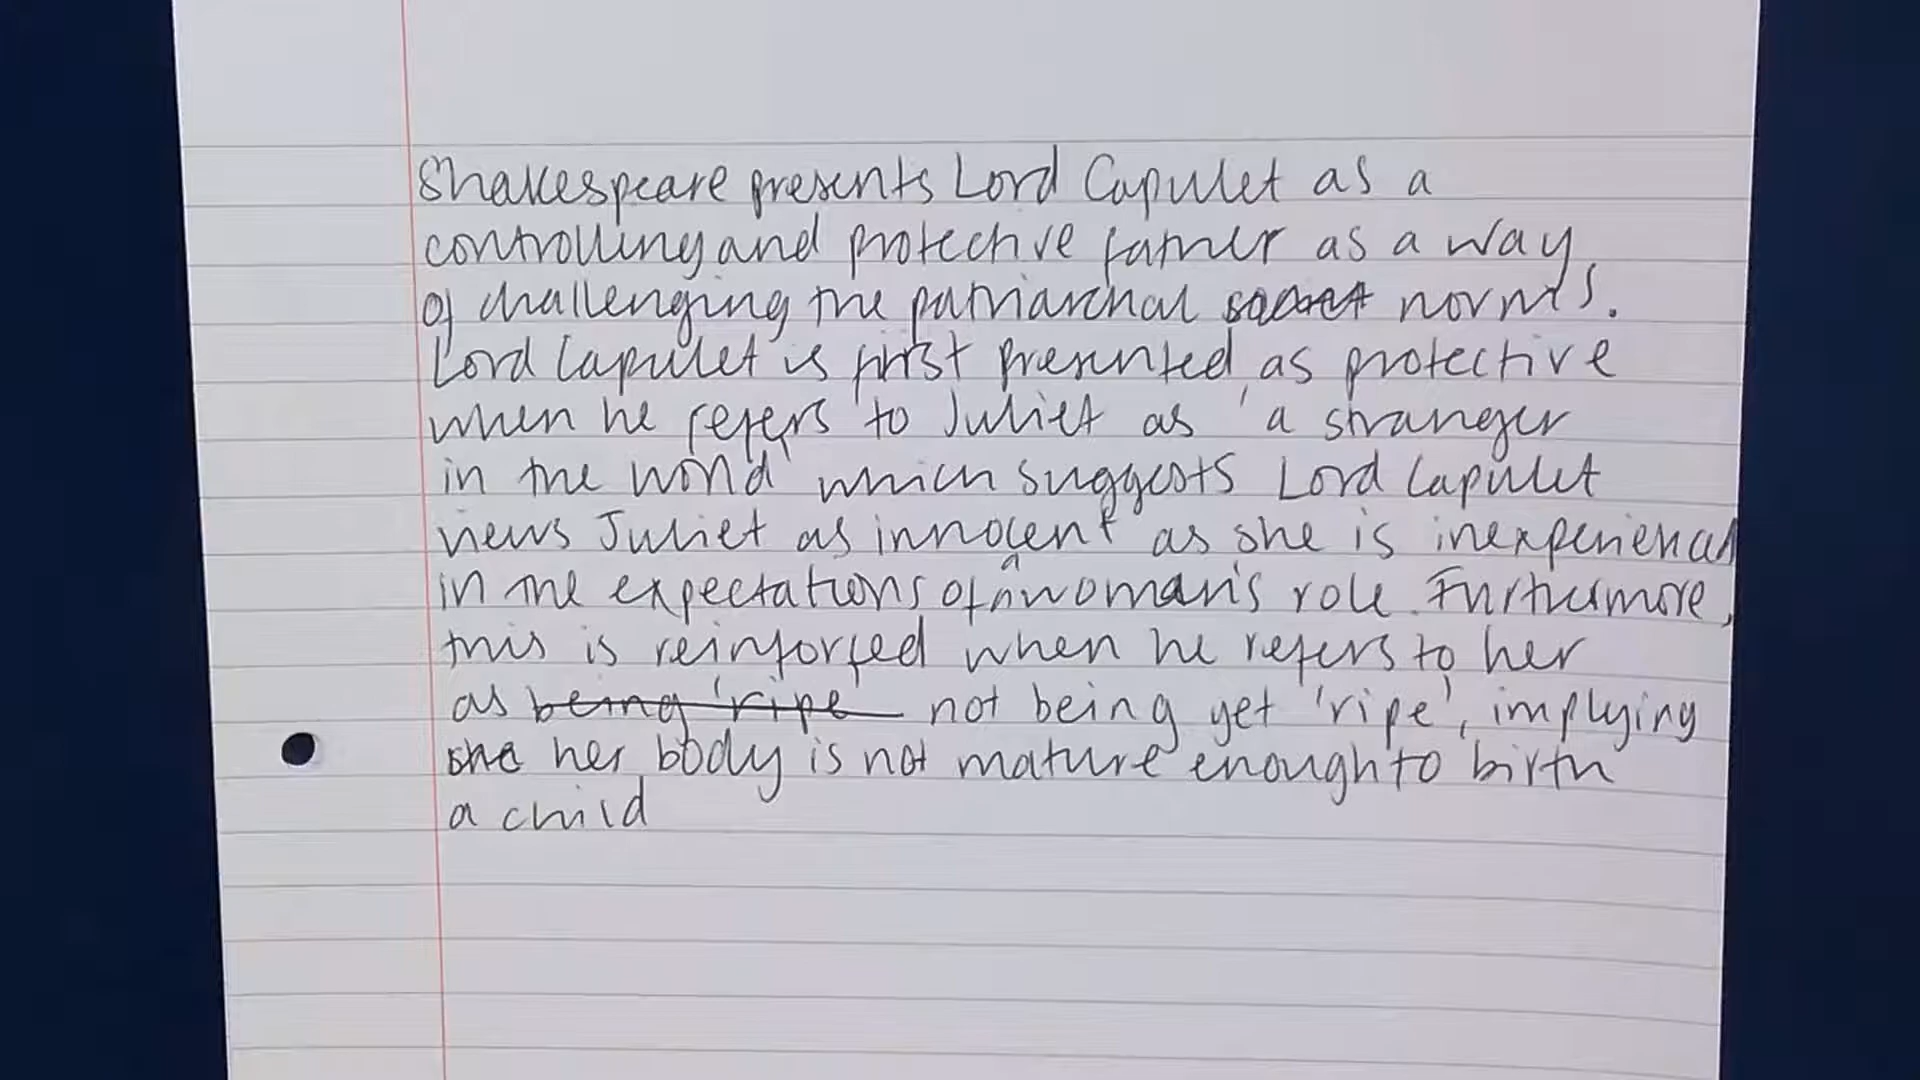 Shakespeare presents Lord Capulet as a
controlling and protective father as a way
of challenging the patriarchal norms.
Lord Capulet is first presented as protective
when he refers to Juliet as 'a stranger
in the world' which suggests Lord Capulet
views Juliet as innocent as she is inexperienced
in the expectations of a woman's role. Furthermore,
this is reinforced when he refers to her
as being 'ripe' not being yet 'ripe', implying
she her body is not mature enough to birth
a child